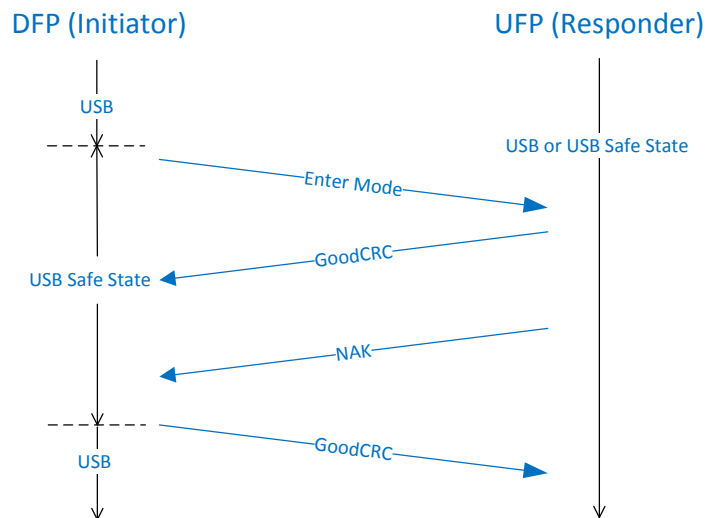 DFP (Initiator)
UFP (Responder)
USB
USB or USB Safe State
Enter Mode
GoodCRC
USB Safe State
NAK
GoodCRC
USB